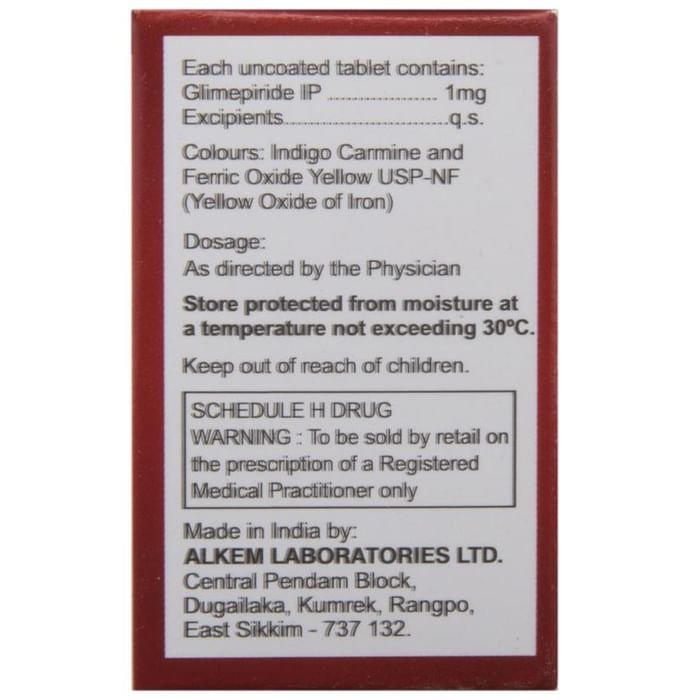 Each uncoated tablet contains:
Glimepiride IP ........................ 1mg
Excipients....................................q.s.
Colours: Indigo Carmine and
Ferric Oxide Yellow USP-NF
(Yellow Oxide of Iron)
Dosage:
As directed by the Physician
Store protected from moisture at
a temperature not exceeding 30ºC.
Keep out of reach of children.
SCHEDULE H DRUG
WARNING : To be sold by retail on
the prescription of a Registered
Medical Practitioner only
Made in India by:
ALKEM LABORATORIES LTD.
Central Pendam Block,
Dugailaka, Kumrek, Rangpo,
East Sikkim - 737 132.